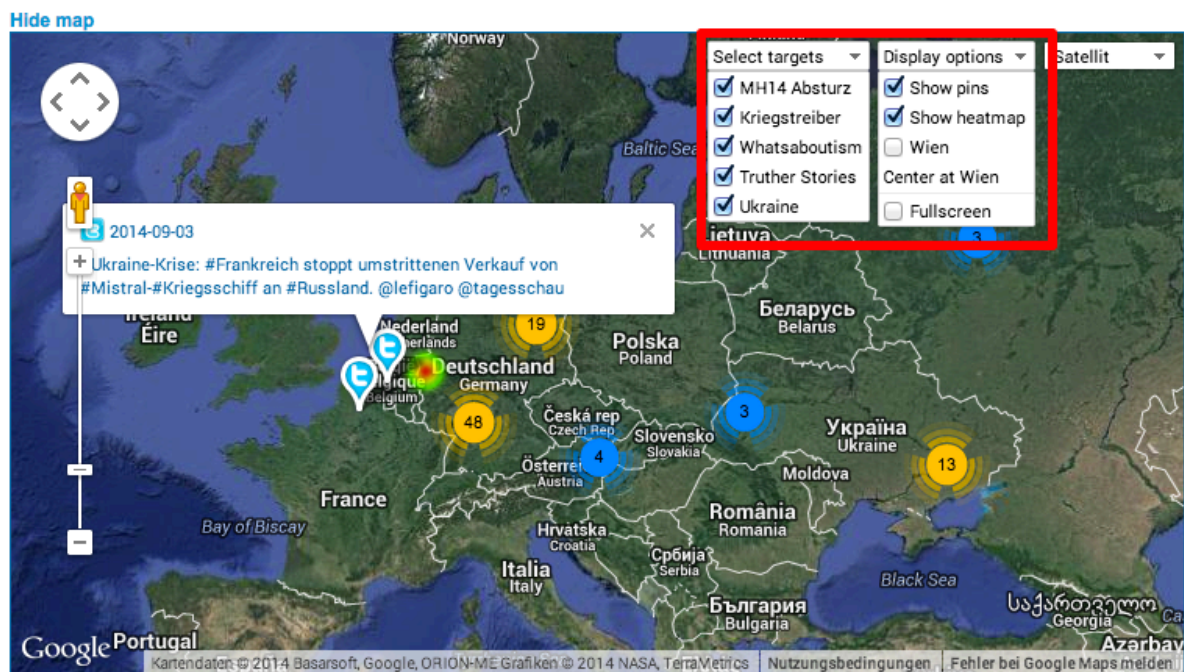 Hide map
Norway
Select targets
Display options
Satellit
MH14 Absturz
Show pins
Kriegstreiber
Show heatmap
Baltic Sea
Whatsaboutism
Wien
Truther Stories
Center at Wien
Ukraine
Fullscreen
2014-09-03
Ukraine-Krise: #Frankreich stoppt umstrittenen Verkauf von
#Mistral-#Kriegsschiff an #Russland. @lefigaro @tagesschau
Lietuva
Lithuania
3
Ireland
Éire
Nederland
Netherlands
19
Polska
Poland
Беларусь
Belarus
Deutschland
Germany
Belgique
Belgium
48
Česká rep
Czech Rep
Slovensko
Slovakia
3
Україна
Ukraine
4
Österrei
Austria
13
Moldova
France
Bay of Biscay
România
Romania
Hrvatska
Croatia
Србија
Serbia
Italia
Italy
Black Sea
България
Bulgaria
საქართველო
Georgia
Ca
Google
Portugal
Azərbay
Kartendaten © 2014 Basarsoft, Google, ORION-ME Grafiken © 2014 NASA, TerraMetrics
Nutzungsbedingungen
Fehler bei Google Maps melden